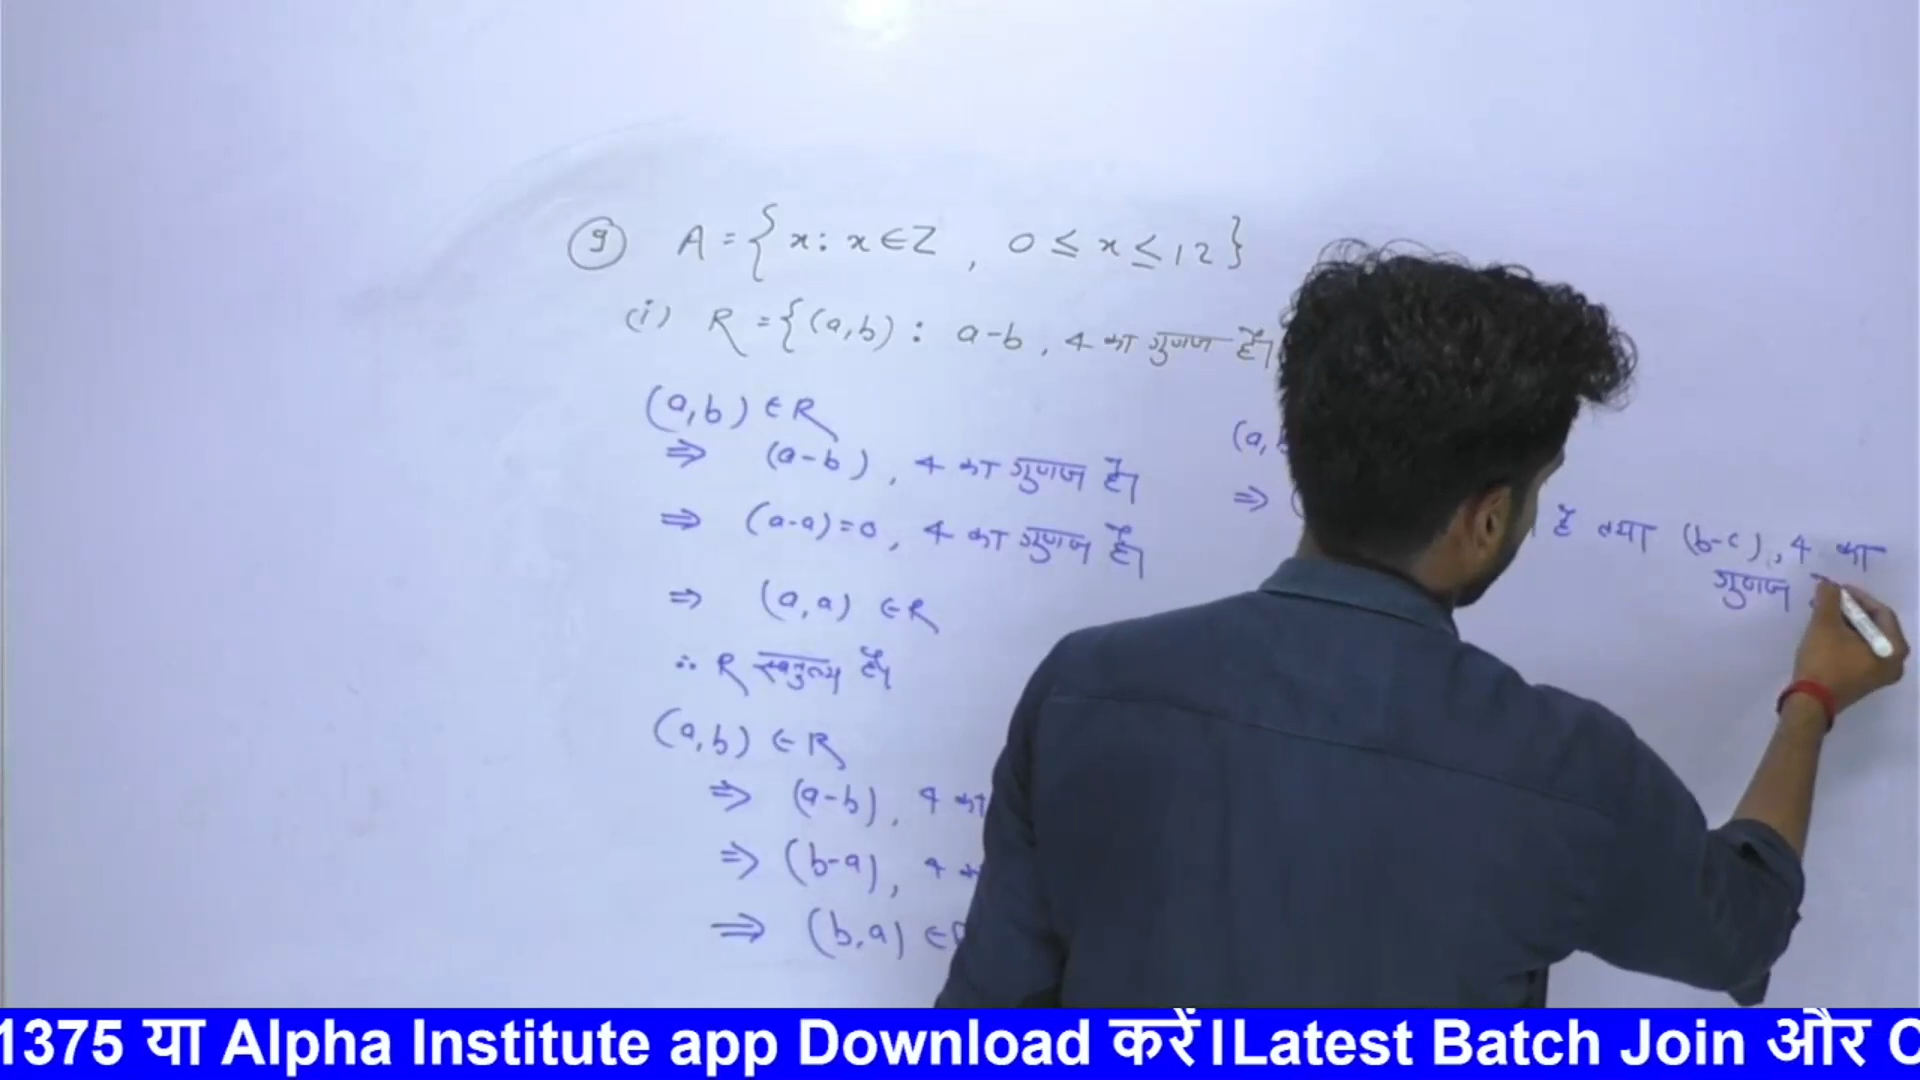 9 A = { x : x ∈ Z , 0 ≤ x ≤ 12 }
(i) R = { (a,b) : a-b , 4 का गुणज है।
(a,b) ∈ R
⇒ (a-b) , 4 का गुणज है।
⇒ (a-a) = 0 , 4 का गुणज है।
⇒ (a,a) ∈ R
∴ R स्वतुल्य है।
(a,b) ∈ R
⇒ (a-b) , 4 का
⇒ (b-a) , 4
⇒ (b,a) ∈
(a,
⇒ है तथा (b-c) , 4 का
गुणज
1375 या Alpha Institute app Download करें।Latest Batch Join और